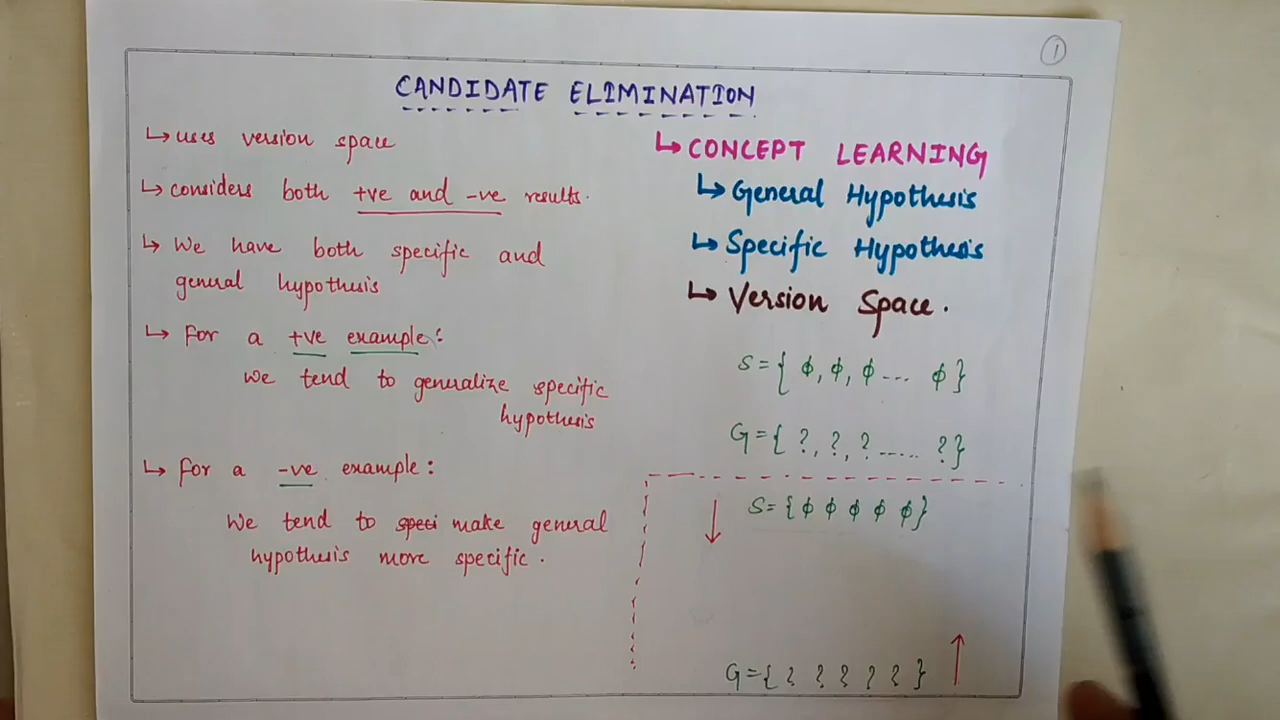 1
CANDIDATE ELIMINATION
↳ uses version space
↳ considers both +ve and -ve results.
↳ We have both specific and
general hypothesis
↳ For a +ve example:
We tend to generalize specific
hypothesis
↳ For a -ve example:
We tend to speci make general
hypothesis more specific.
↳ CONCEPT LEARNING
↳ General Hypothesis
↳ Specific Hypothesis
↳ Version Space.
S={ ϕ, ϕ, ϕ --- ϕ}
G={ ?, ?, ? ..... ?}
S={ϕ ϕ ϕ ϕ ϕ}
G={? ? ? ? ?}